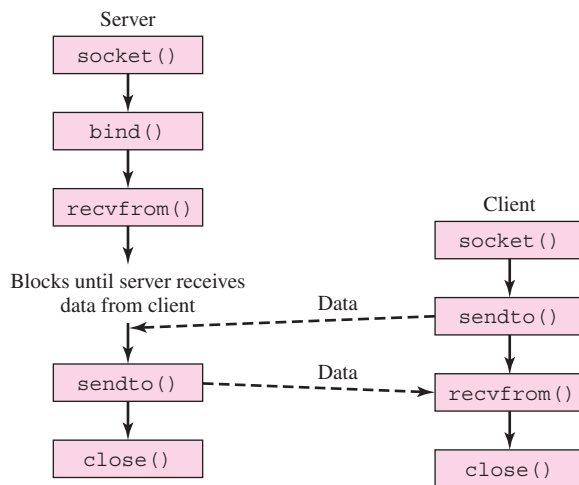 Server
socket()
bind()
recvfrom()
Client
socket()
Blocks until server receives
data from client
Data
sendto()
sendto()
Data
recvfrom()
close()
close()